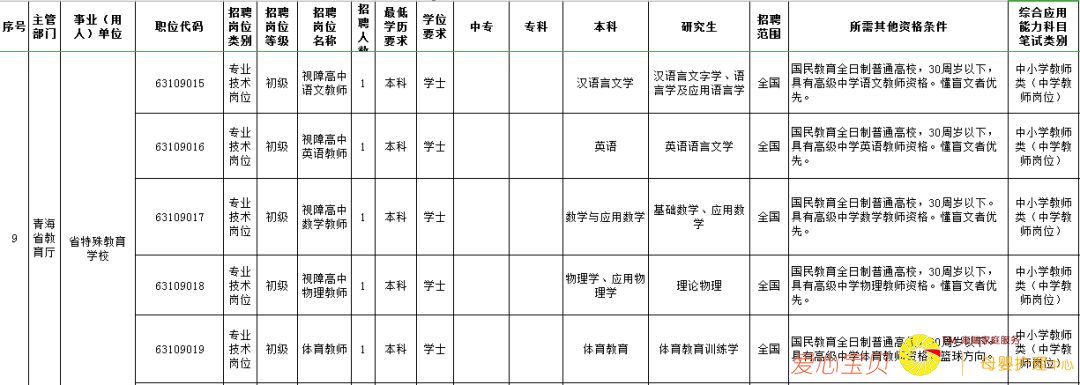 序号 主管部门 事业（用人）单位 职位代码 招聘岗位类别 招聘岗位等级 招聘岗位名称 招聘人数 最低学历要求 学位要求 中专 专科 本科 研究生 招聘范围 所需其他资格条件 综合应用能力科目笔试类别
9 青海省教育厅 省特殊教育学校
63109015 专业技术岗位 初级 视障高中语文教师 1 本科 学士 汉语言文学 汉语言文字学、语言学及应用语言学 全国 国民教育全日制普通高校，30周岁以下，具有高级中学语文教师资格。懂盲文者优先。 中小学教师类（中学教师岗位）
63109016 专业技术岗位 初级 视障高中英语教师 1 本科 学士 英语 英语语言文学 全国 国民教育全日制普通高校，30周岁以下，具有高级中学英语教师资格。懂盲文者优先。 中小学教师类（中学教师岗位）
63109017 专业技术岗位 初级 视障高中数学教师 1 本科 学士 数学与应用数学 基础数学、应用数学 全国 国民教育全日制普通高校，30周岁以下。具有高级中学数学教师资格。懂盲文者优先。 中小学教师类（中学教师岗位）
63109018 专业技术岗位 初级 视障高中物理教师 1 本科 学士 物理学、应用物理学 理论物理 全国 国民教育全日制普通高校，30周岁以下，具有高级中学物理教师资格。懂盲文者优先。 中小学教师类（中学教师岗位）
63109019 专业技术岗位 初级 体育教师 1 本科 学士 体育教育 体育教育训练学 全国 国民教育全日制普通高校，30周岁以下，具有高级中学体育教师资格。篮球方向。 中小学教师类（中学教师岗位）
爱心宝贝 母婴护理中心